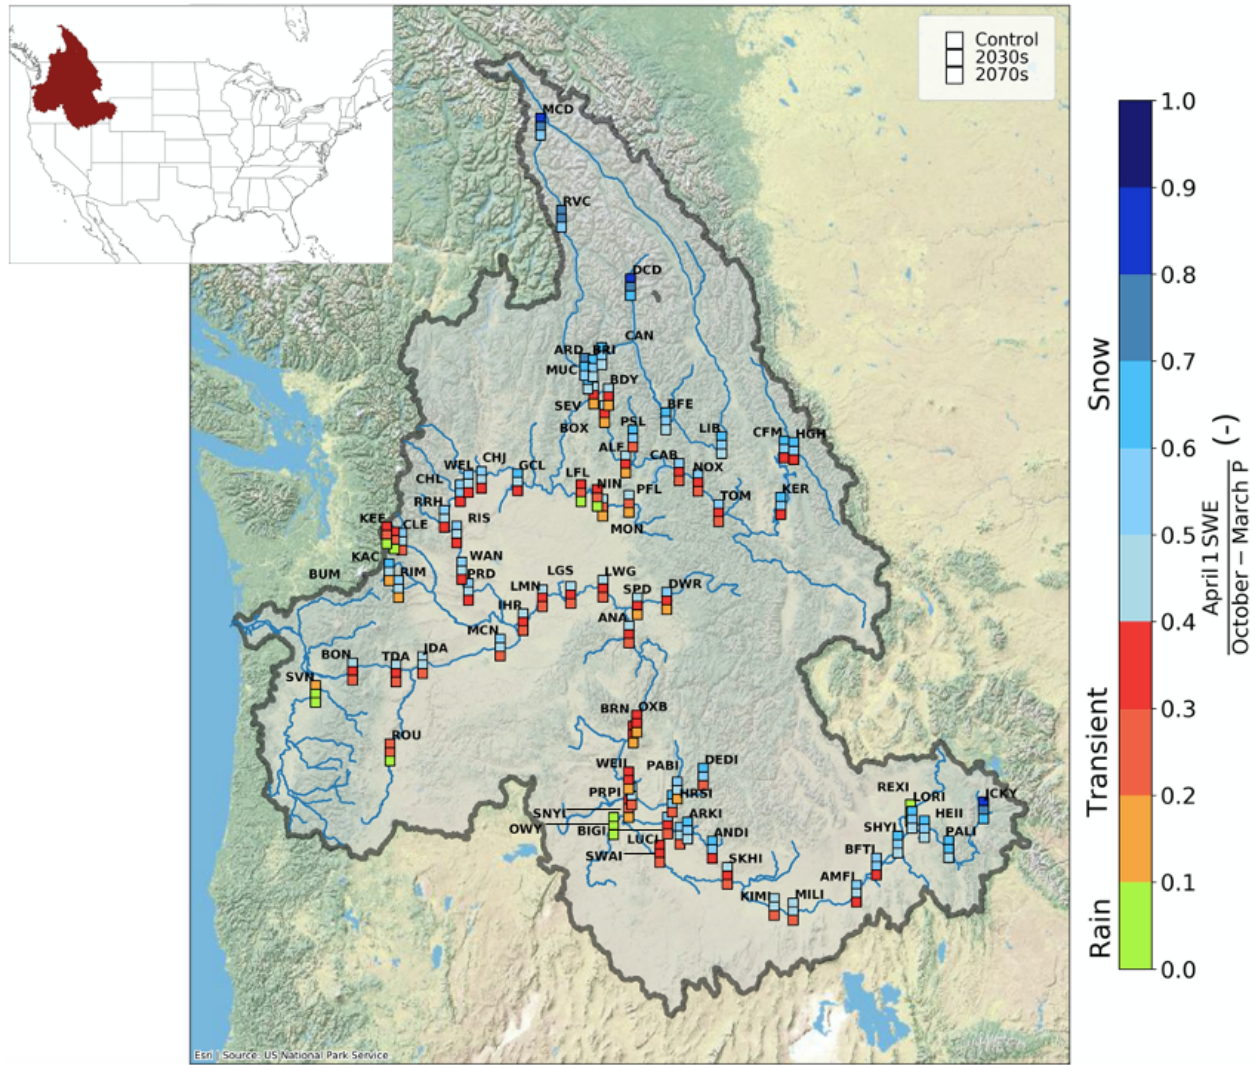 Control
2030s
2070s
MCD
RVC
DCD
CAN
ARD
BRI
MUC
BDY
SEV
BFE
BOX
PSL
LIB
CFM
HGH
ALF
CAB
NOX
CHJ
WEL
GCL
CHL
LFL
NIN
PFL
KER
TOM
RRH
RIS
MON
KEE
CLE
KAC
WAN
BUM
RIM
PRD
LGS
LWG
LMN
SPD
DWR
IHR
ANA
MCN
BON
TDA
JDA
SVN
BRN
OXB
ROU
WEII
PABI
DEDI
PRPI
HRSI
REXI
LORI
JCKY
SNYI
ARKI
HEII
OWY
BIGI
LUCI
ANDI
SHYI
PALI
SWAI
SKHI
BFTI
AMFI
KIMI
MILI
Esri | Source: US National Park Service
1.0
0.9
0.8
0.7
0.6
0.5
0.4
0.3
0.2
0.1
0.0
Snow
Transient
Rain
April 1 SWE
October – March P
(-)